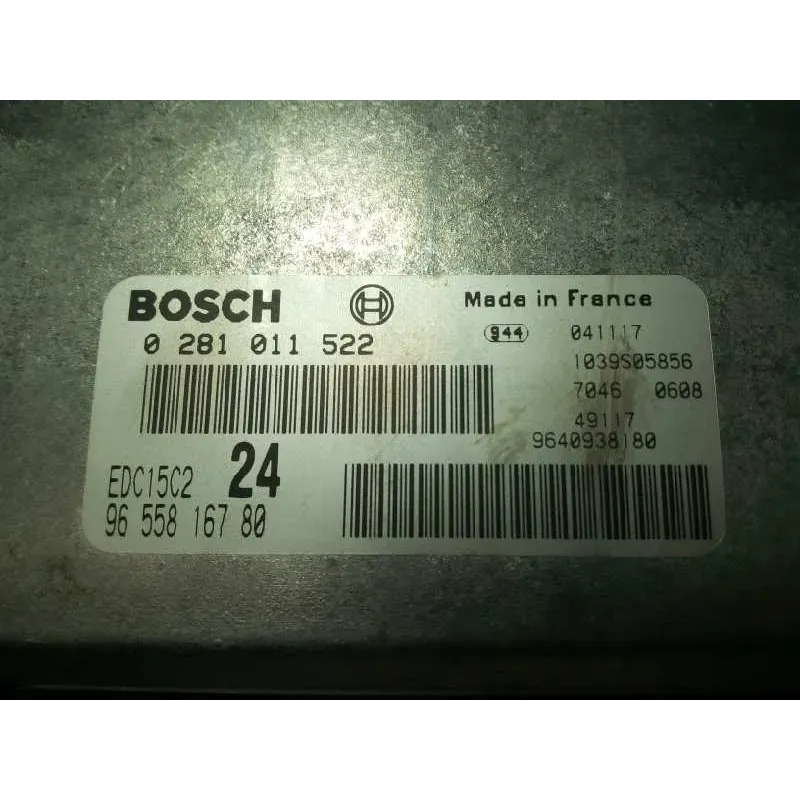 BOSCH Made in France
0 281 011 522 944 041117
1039S05856
7046 0608
49117
9640938180
EDC15C2 24
96 558 167 80